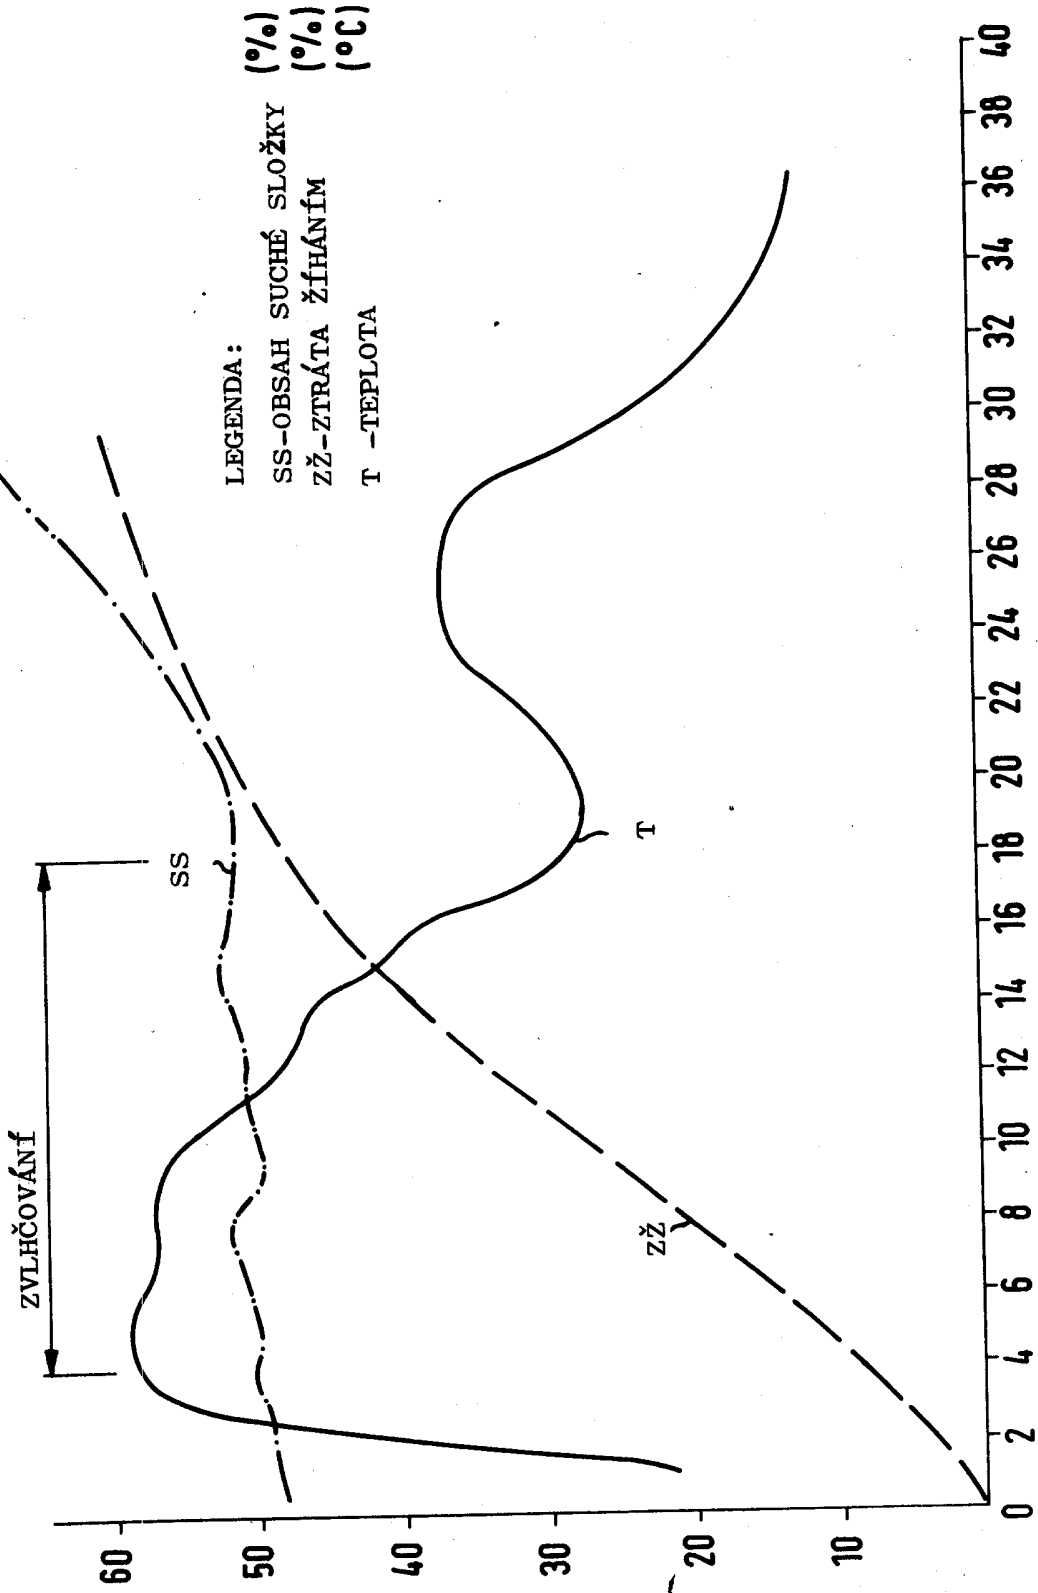 ZVLHČOVÁNÍ
LEGENDA:
SS-OBSAH SUCHÉ SLOŽKY (%)
ZŽ-ZTRÁTA ŽÍHÁNÍM (%)
T -TEPLOTA (°C)
SS
ZŽ
T
60
50
40
30
20
10
0 2 4 6 8 10 12 14 16 18 20 22 24 26 28 30 32 34 36 38 40